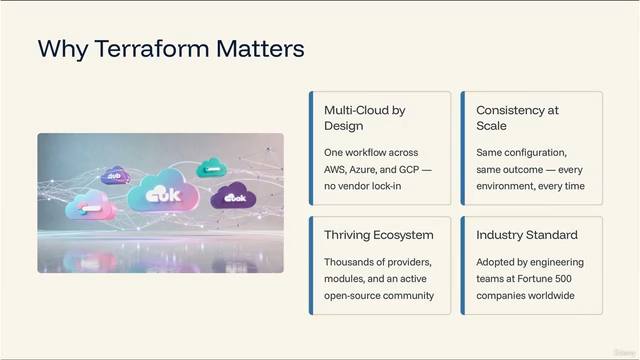 Why Terraform Matters
Multi-Cloud by
Design
One workflow across
AWS, Azure, and GCP —
no vendor lock-in
Consistency at
Scale
Same configuration,
same outcome — every
environment, every time
Thriving Ecosystem
Thousands of providers,
modules, and an active
open-source community
Industry Standard
Adopted by engineering
teams at Fortune 500
companies worldwide